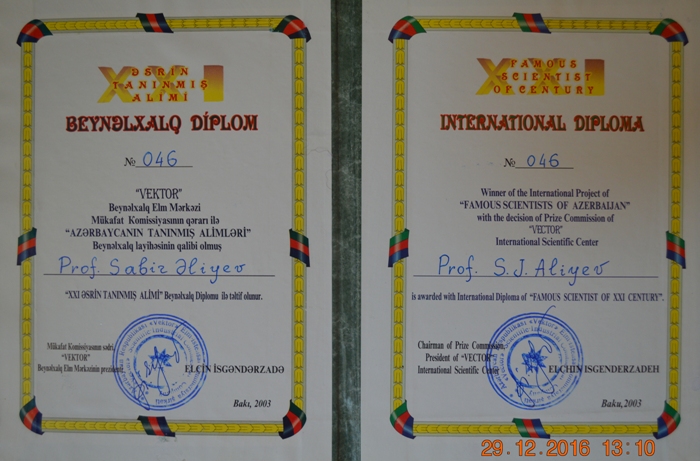 XXI
ƏSRİN
TANINMIŞ
ALİMİ
BEYNƏLXALQ DİPLOM
№ 046
"VEKTOR"
Beynəlxalq Elm Mərkəzi
Mükafat Komissiyasının qərarı ilə
"AZƏRBAYCANIN TANINMIŞ ALİMLƏRİ"
Beynəlxalq layihəsinin qalibi olmuş
Prof. Sabir Əliyev
"XXI ƏSRİN TANINMIŞ ALİMİ" Beynəlxalq Diplomu ilə təltif olunur.
Mükafat Komissiyasının sədri,
"VEKTOR"
Beynəlxalq Elm Mərkəzinin prezidenti
ELÇİN İSGƏNDƏRZADƏ
Bakı, 2003
XXI
FAMOUS
SCIENTIST
OF CENTURY
INTERNATIONAL DIPLOMA
№ 046
Winner of the International Project of
"FAMOUS SCIENTISTS OF AZERBAIJAN"
with the decision of Prize Commission of
"VECTOR"
International Scientific Center
Prof. S.J. Aliyev
is awarded with International Diploma of "FAMOUS SCIENTIST OF XXI CENTURY".
Chairman of Prize Commission,
President of "VECTOR"
International Scientific Center
ELCHIN ISGENDERZADEH
Baku, 2003
29.12.2016 13:10